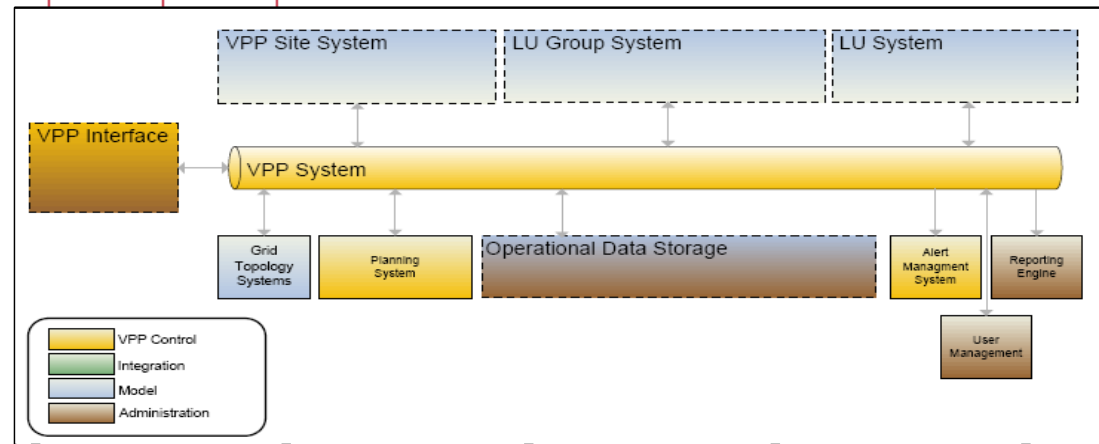 VPP Site System
LU Group System
LU System
VPP Interface
VPP System
Grid
Topology
Systems
Planning
System
Operational Data Storage
Alert
Managment
System
Reporting
Engine
User
Management
VPP Control
Integration
Model
Administration